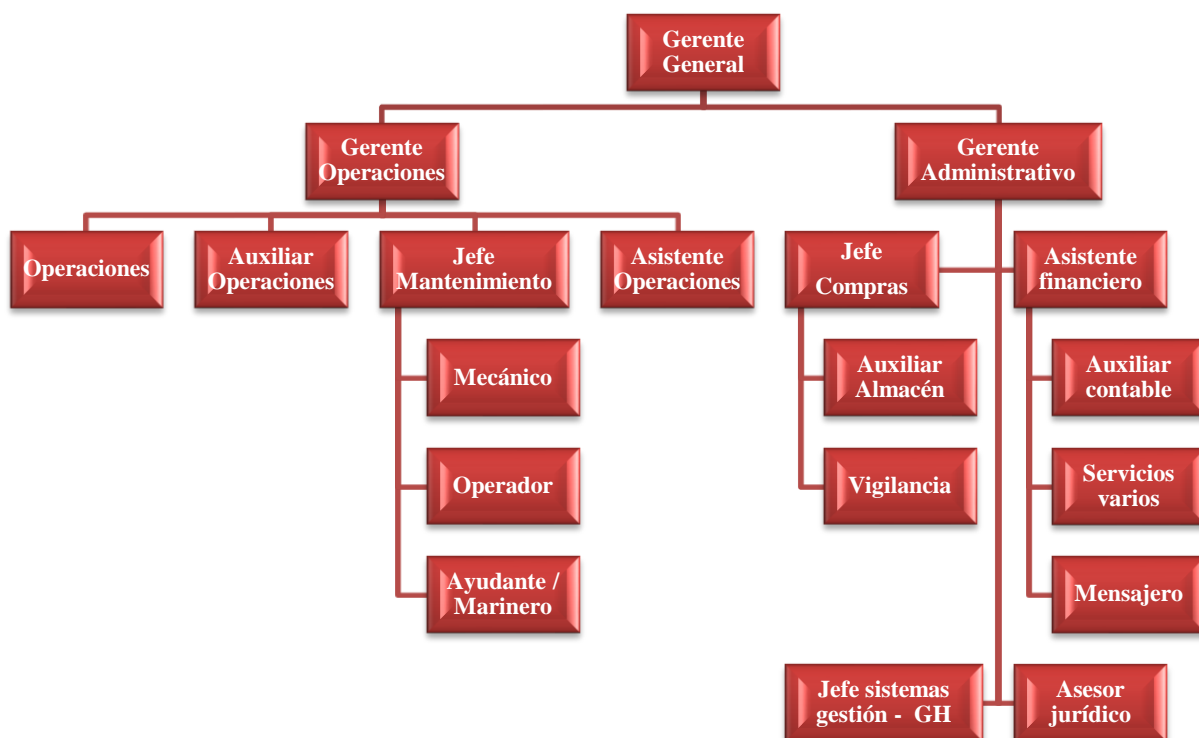 Gerente
General
Gerente
Operaciones
Gerente
Administrativo
Operaciones
Auxiliar
Operaciones
Jefe
Mantenimiento
Asistente
Operaciones
Jefe
Compras
Asistente
financiero
Mecánico
Operador
Ayudante /
Marinero
Auxiliar
Almacén
Vigilancia
Auxiliar
contable
Servicios
varios
Mensajero
Jefe sistemas
gestión - GH
Asesor
jurídico